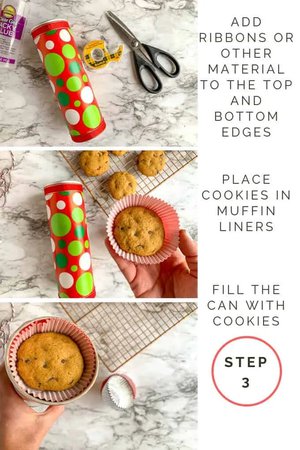 ADD
RIBBONS OR
OTHER
MATERIAL
TO THE TOP
AND
BOTTOM
EDGES
PLACE
COOKIES IN
MUFFIN
LINERS
FILL THE
CAN WITH
COOKIES
STEP
3